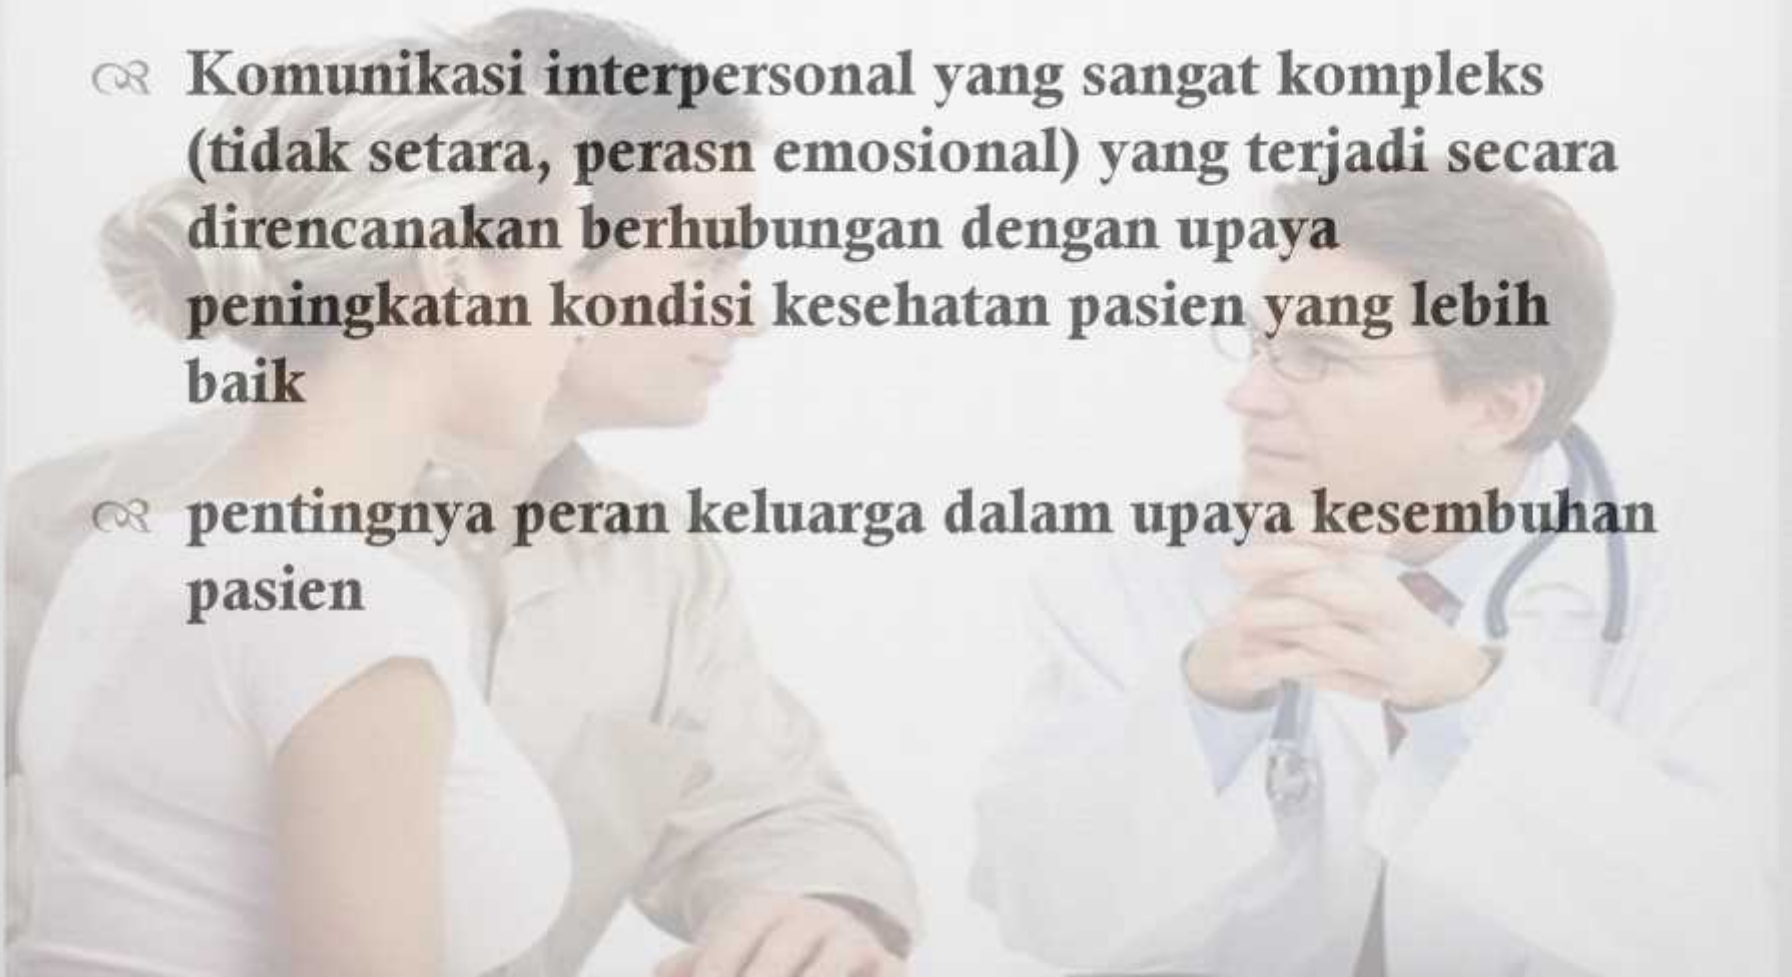 Komunikasi interpersonal yang sangat kompleks
(tidak setara, perasn emosional) yang terjadi secara
direncanakan berhubungan dengan upaya
peningkatan kondisi kesehatan pasien yang lebih
baik
pentingnya peran keluarga dalam upaya kesembuhan
pasien